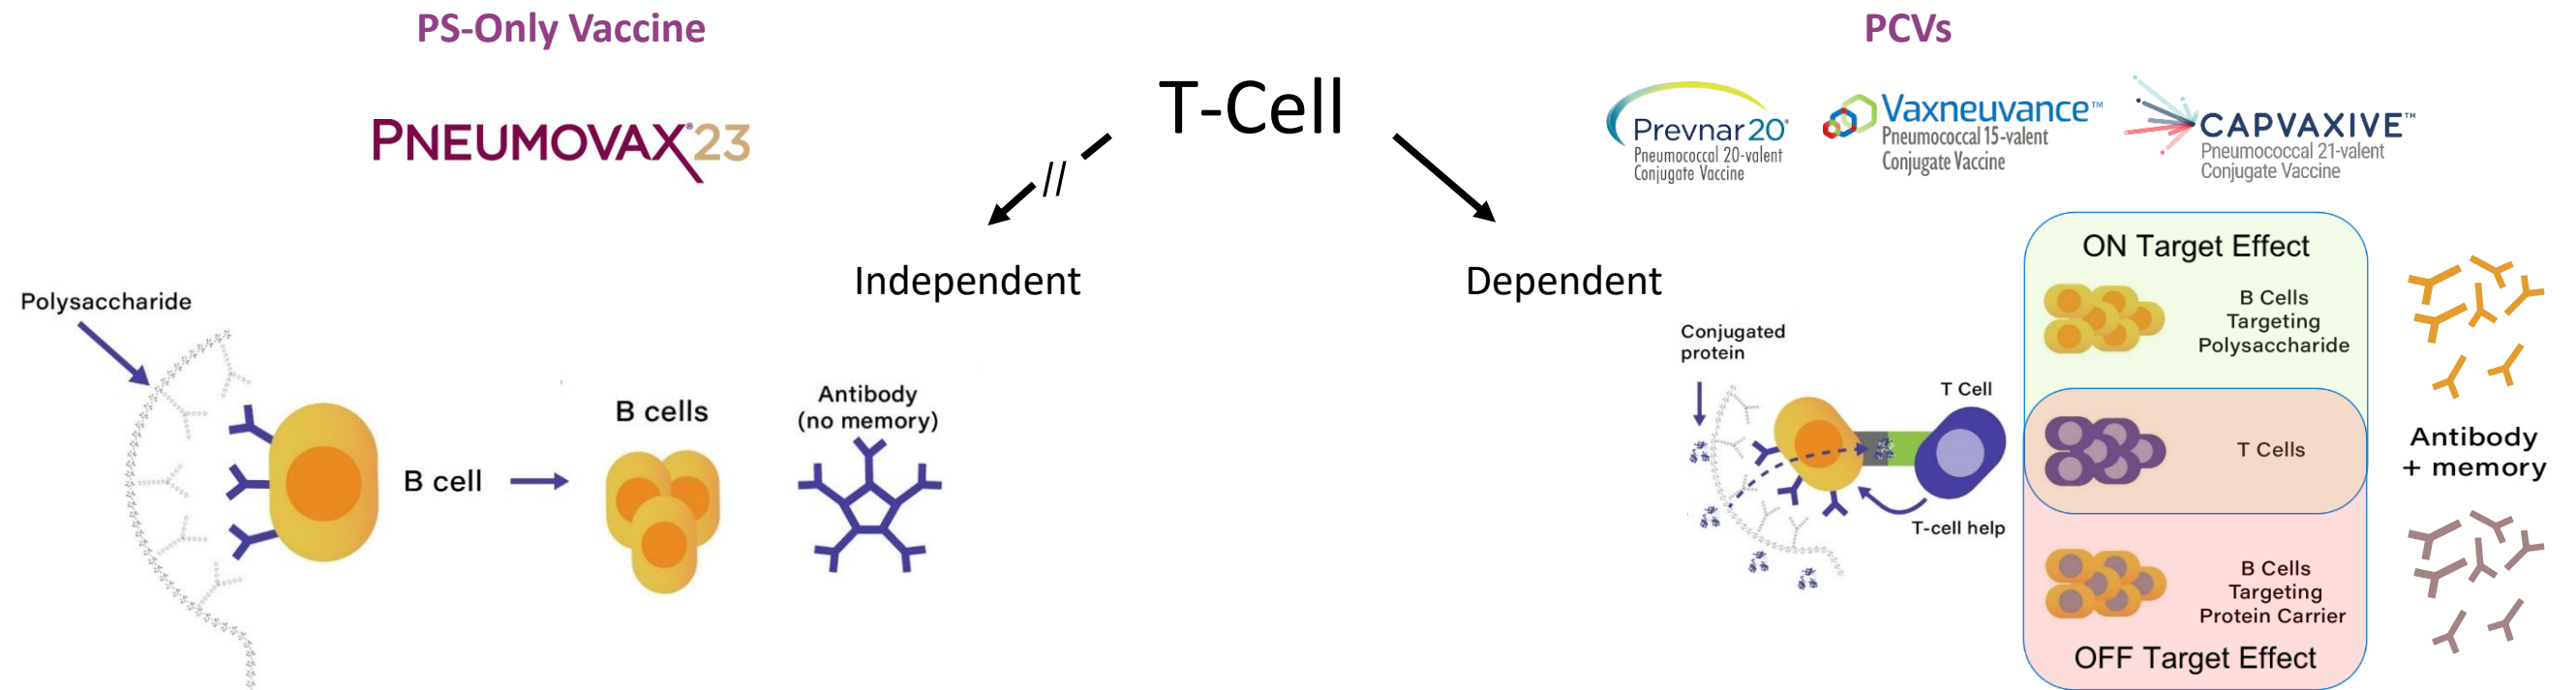 PS-Only Vaccine
PNEUMOVAX®23
T-Cell
//
Independent
Polysaccharide
B cell
B cells
Antibody
(no memory)
PCVs
Prevnar 20®
Pneumococcal 20-valent
Conjugate Vaccine
Vaxneuvance™
Pneumococcal 15-valent
Conjugate Vaccine
CAPVAXIVE™
Pneumococcal 21-valent
Conjugate Vaccine
Dependent
Conjugated
protein
T Cell
T-cell help
ON Target Effect
B Cells
Targeting
Polysaccharide
T Cells
B Cells
Targeting
Protein Carrier
OFF Target Effect
Antibody
+ memory